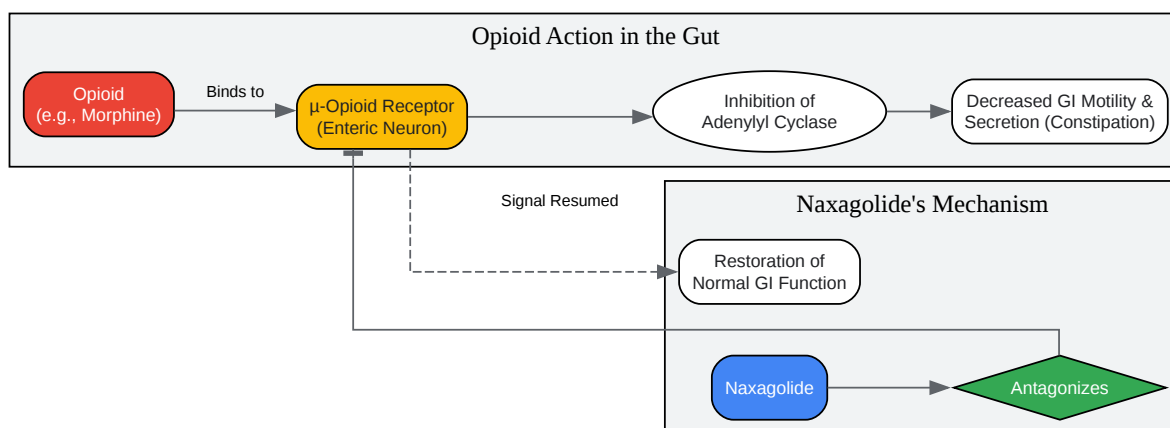 Opioid Action in the Gut
Opioid
(e.g., Morphine)
Binds to
µ-Opioid Receptor
(Enteric Neuron)
Inhibition of
Adenylyl Cyclase
Decreased GI Motility &
Secretion (Constipation)
Signal Resumed
Naxagolide's Mechanism
Restoration of
Normal GI Function
Naxagolide
Antagonizes